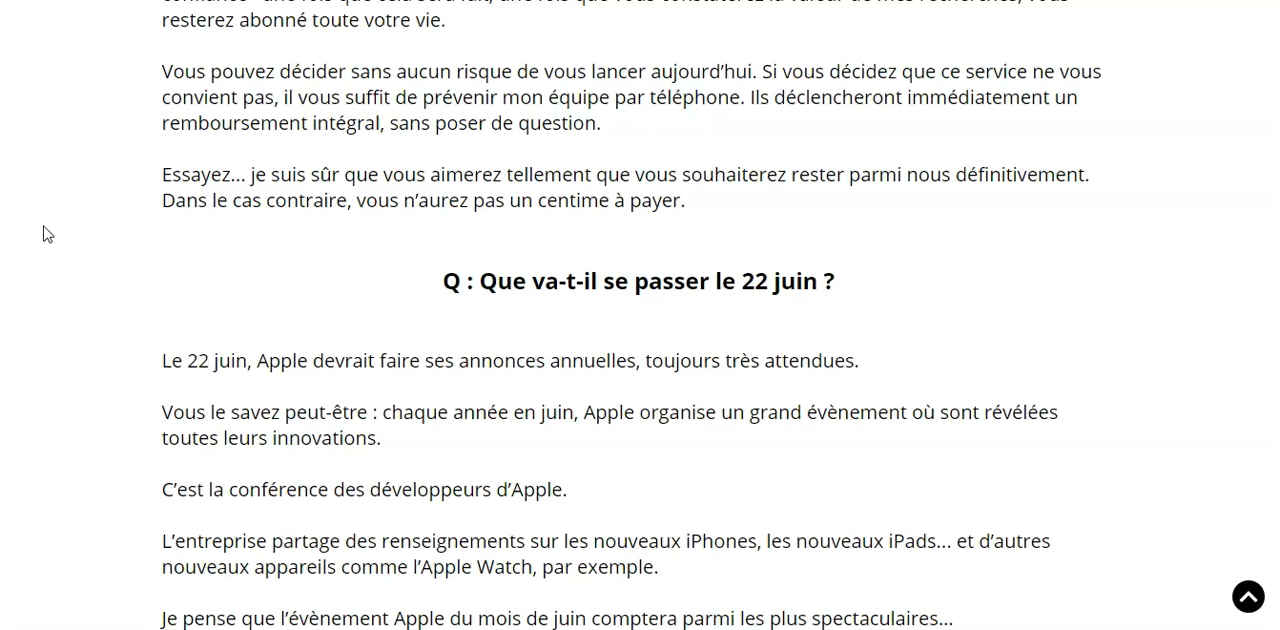 resterez abonné toute votre vie.
Vous pouvez décider sans aucun risque de vous lancer aujourd’hui. Si vous décidez que ce service ne vous
convient pas, il vous suffit de prévenir mon équipe par téléphone. Ils déclencheront immédiatement un
remboursement intégral, sans poser de question.
Essayez... je suis sûr que vous aimerez tellement que vous souhaiterez rester parmi nous définitivement.
Dans le cas contraire, vous n’aurez pas un centime à payer.
Q : Que va-t-il se passer le 22 juin ?
Le 22 juin, Apple devrait faire ses annonces annuelles, toujours très attendues.
Vous le savez peut-être : chaque année en juin, Apple organise un grand évènement où sont révélées
toutes leurs innovations.
C’est la conférence des développeurs d’Apple.
L’entreprise partage des renseignements sur les nouveaux iPhones, les nouveaux iPads... et d’autres
nouveaux appareils comme l’Apple Watch, par exemple.
Je pense que l’évènement Apple du mois de juin comptera parmi les plus spectaculaires...